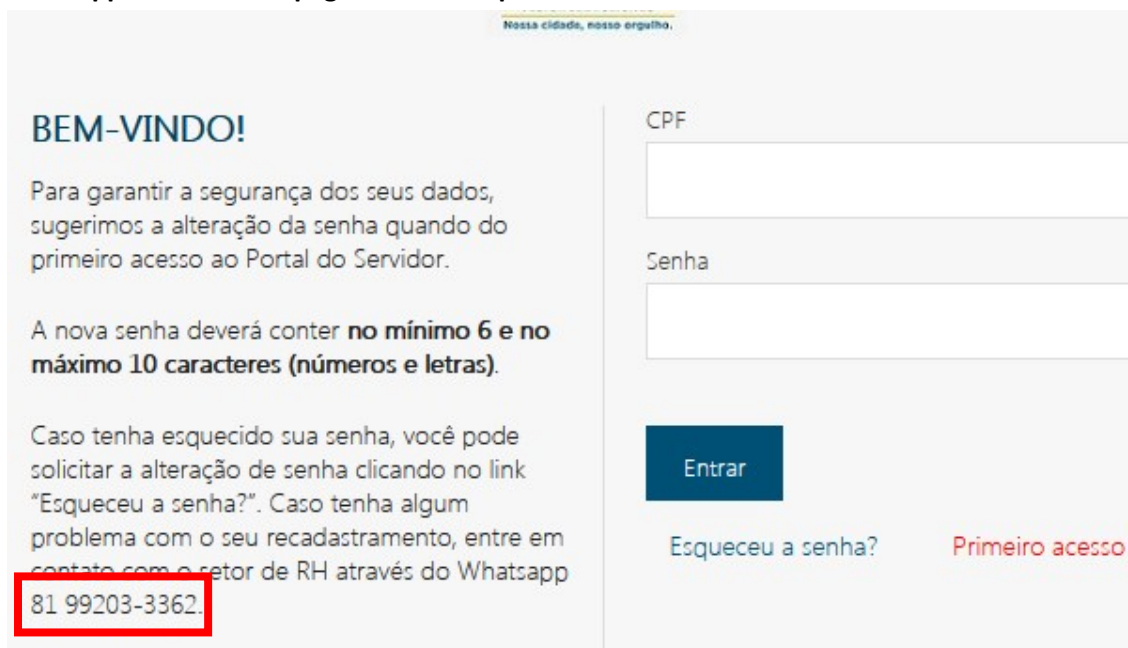 Nossa cidade, nosso orgulho.
BEM-VINDO!
Para garantir a segurança dos seus dados,
sugerimos a alteração da senha quando do
primeiro acesso ao Portal do Servidor.
A nova senha deverá conter no mínimo 6 e no
máximo 10 caracteres (números e letras).
Caso tenha esquecido sua senha, você pode
solicitar a alteração de senha clicando no link
"Esqueceu a senha?". Caso tenha algum
problema com o seu recadastramento, entre em
contato com o setor de RH através do Whatsapp
81 99203-3362.
CPF
Senha
Entrar
Esqueceu a senha?
Primeiro acesso